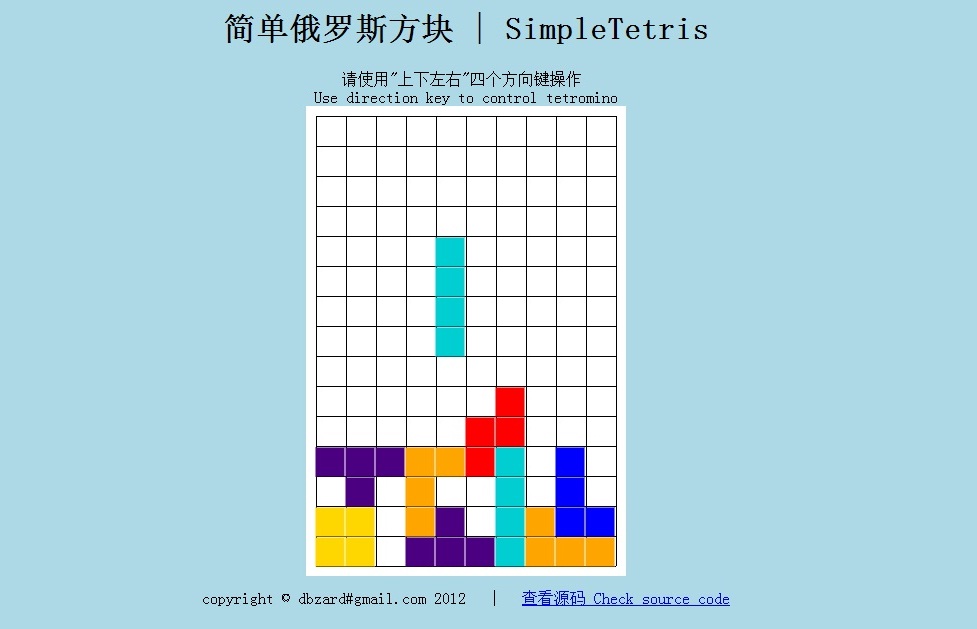 简单俄罗斯方块 | SimpleTetris
请使用"上下左右"四个方向键操作
Use direction key to control tetromino
copyright © dbzard#gmail.com 2012 | 查看源码 Check source code